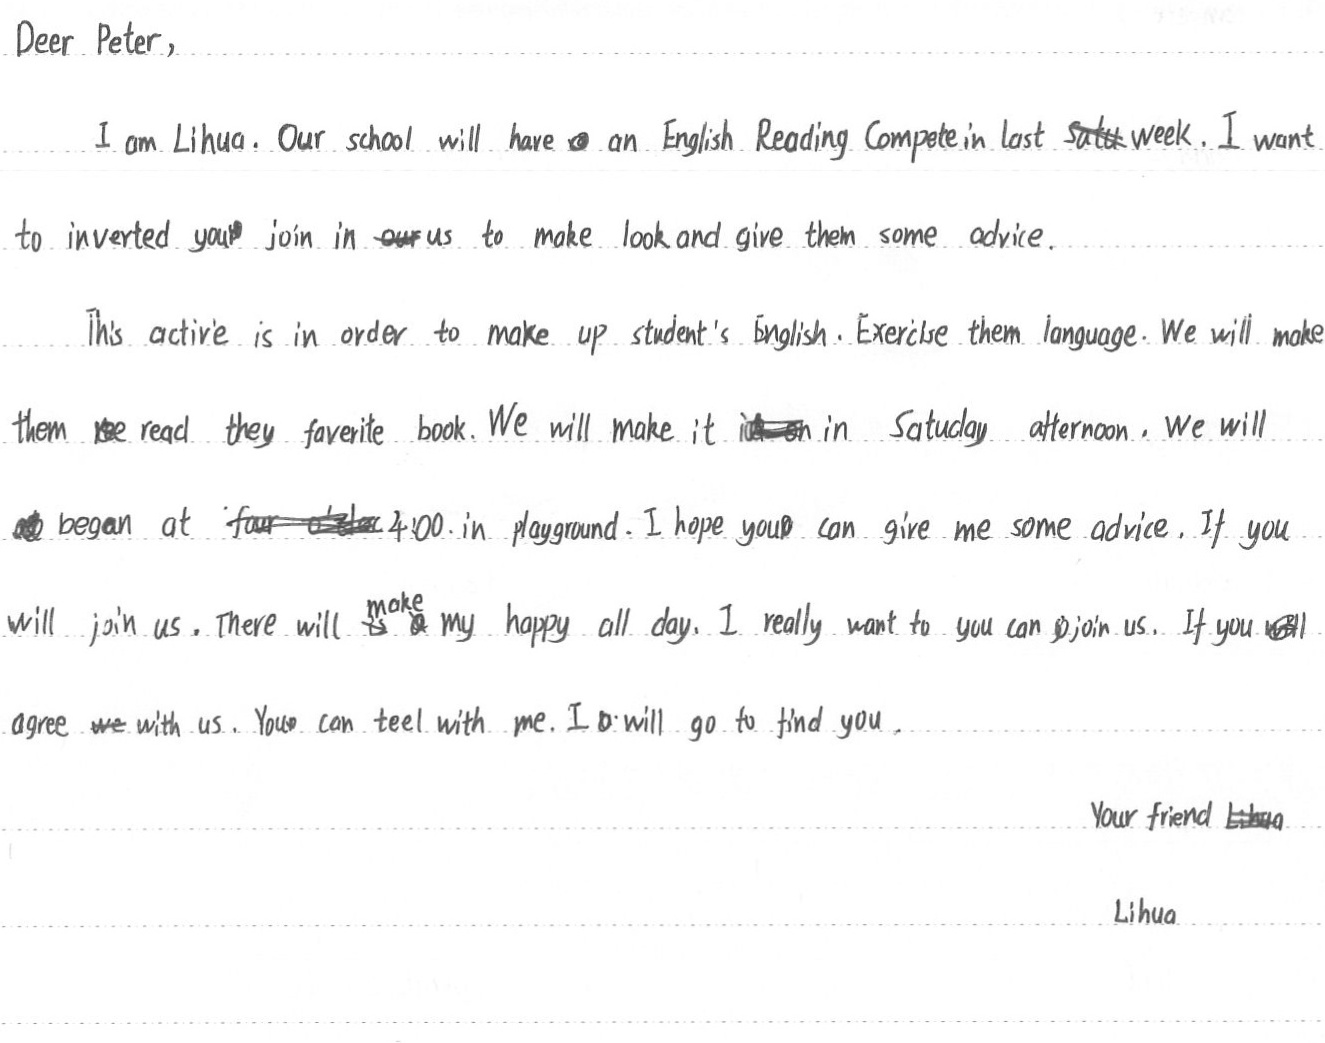 Deer Peter,
I am Lihua. Our school will have an English Reading Compete in last week. I want
to inverted you join in us to make look and give them some advice.
This active is in order to make up student's English. Exercise them language. We will make
them read they faverite book. We will make it in Satuday afternoon. We will
began at 4:00. in playground. I hope you can give me some advice. If you
will join us. There will make my happy all day. I really want to you can join us. If you
agree with us. You can teel with me. I will go to find you.
Your friend
Lihua